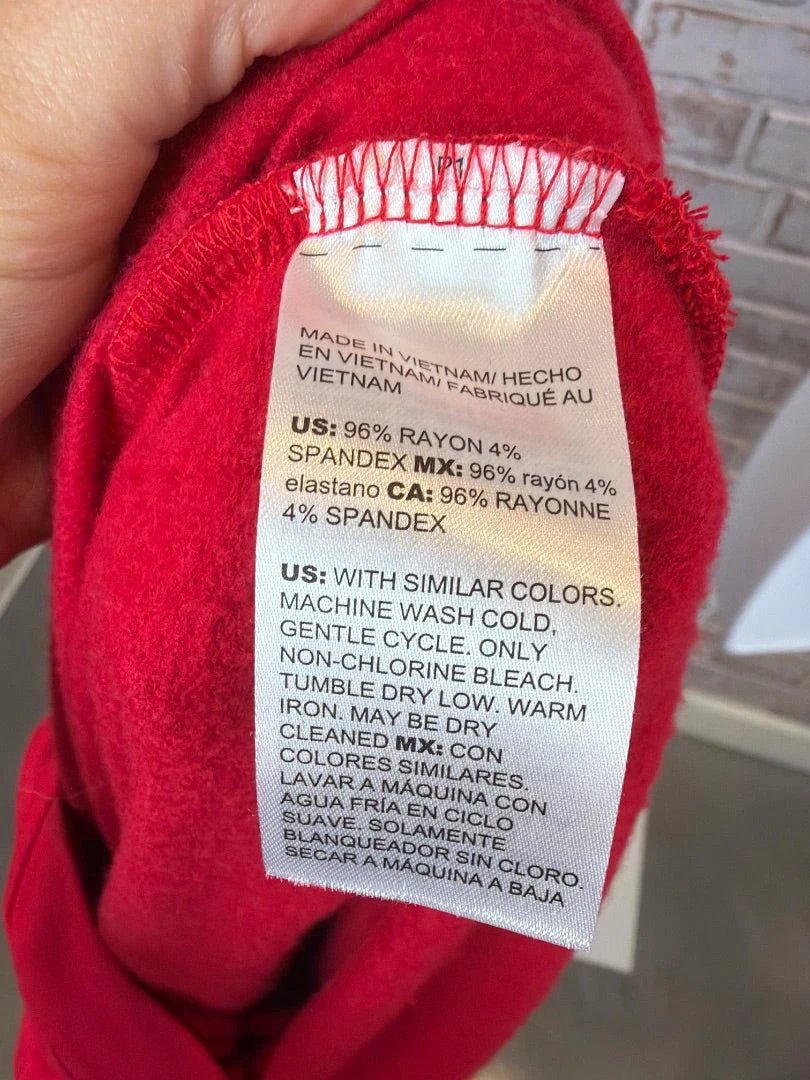 P1
MADE IN VIETNAM/ HECHO
EN VIETNAM/ FABRIQUÉ AU
VIETNAM
US: 96% RAYON 4%
SPANDEX MX: 96% rayón 4%
elastano CA: 96% RAYONNE
4% SPANDEX
US: WITH SIMILAR COLORS.
MACHINE WASH COLD,
GENTLE CYCLE. ONLY
NON-CHLORINE BLEACH.
TUMBLE DRY LOW. WARM
IRON. MAY BE DRY
CLEANED MX: CON
COLORES SIMILARES.
LAVAR A MÁQUINA CON
AGUA FRÍA EN CICLO
SUAVE. SOLAMENTE
BLANQUEADOR SIN CLORO.
SECAR A MÁQUINA A BAJA